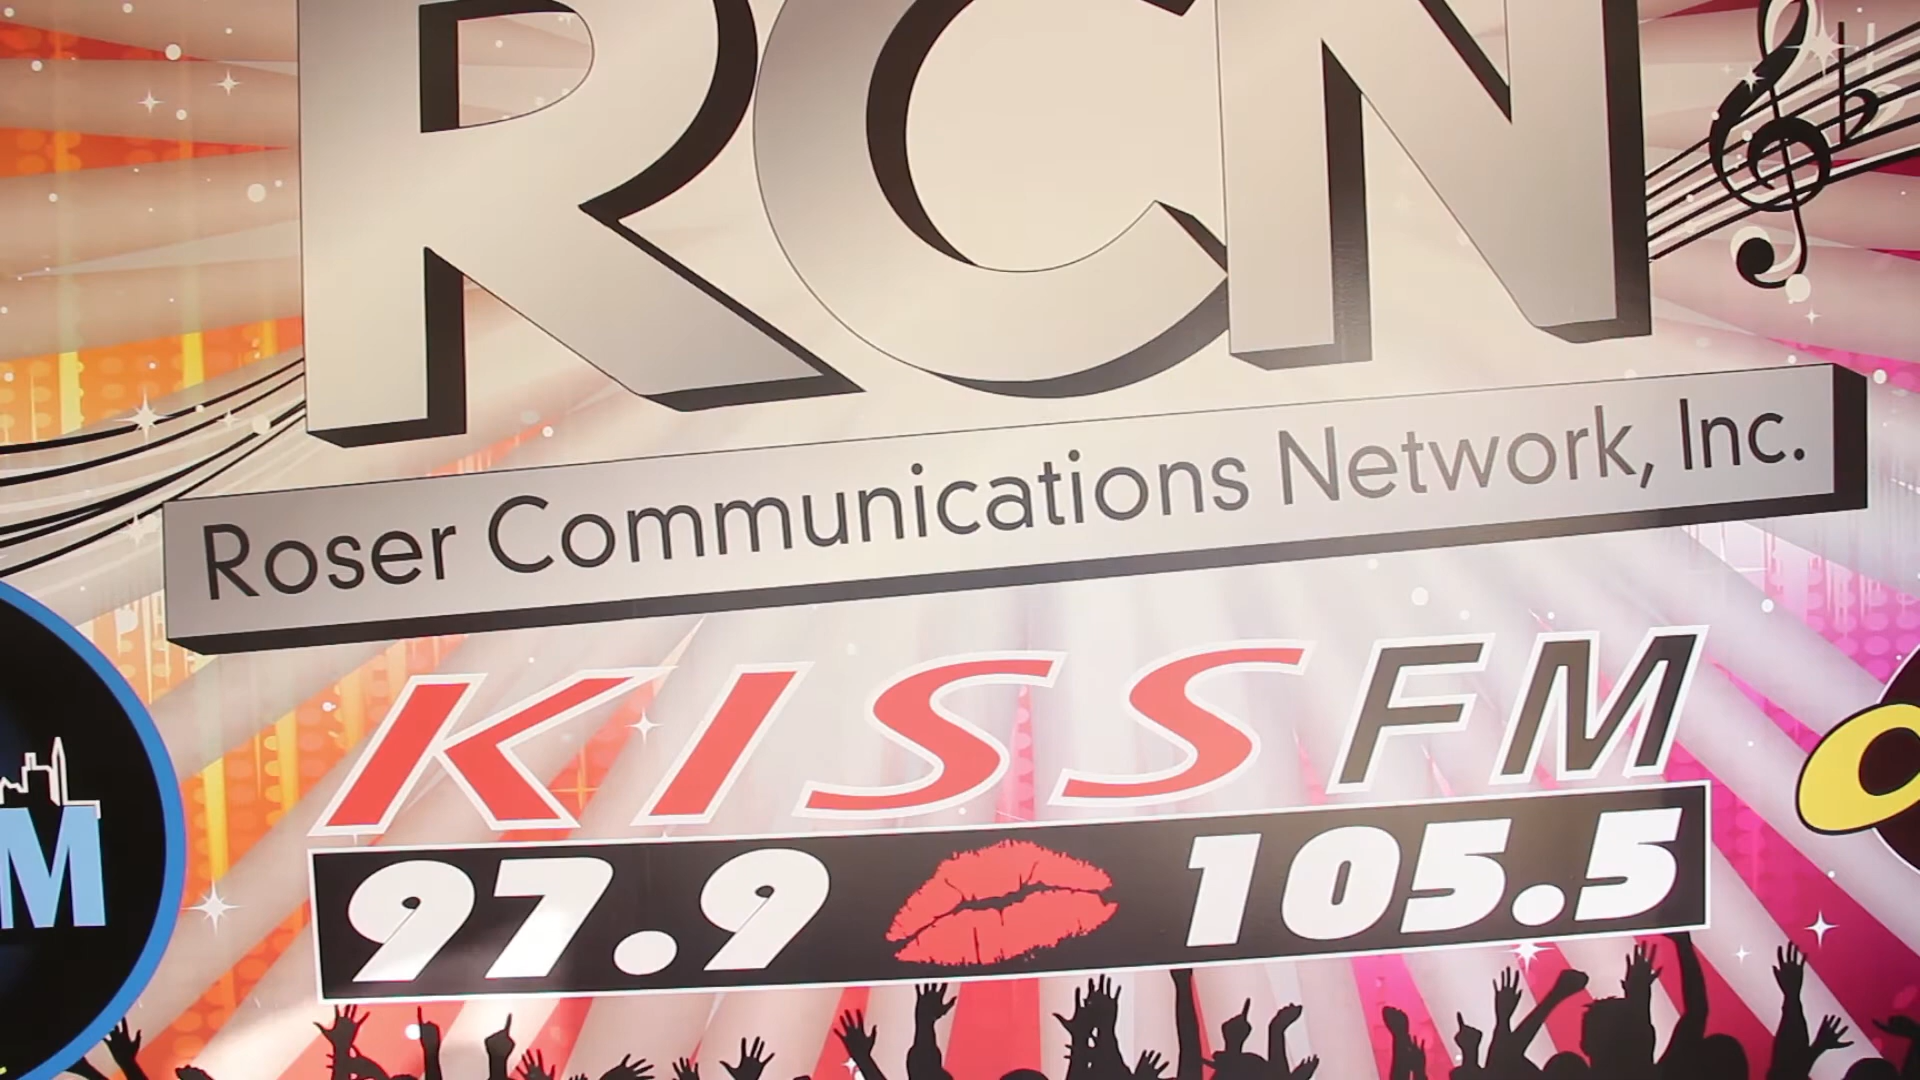 RCN
Roser Communications Network, Inc.
KISS FM
97.9 105.5
M